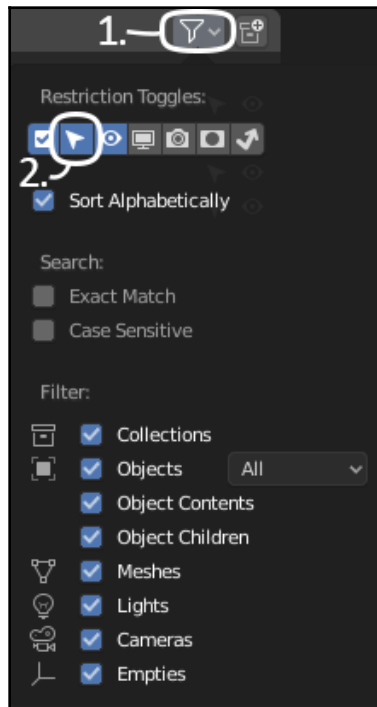 1.
Restriction Toggles:
2.
Sort Alphabetically
Search:
Exact Match
Case Sensitive
Filter:
Collections
Objects All
Object Contents
Object Children
Meshes
Lights
Cameras
Empties